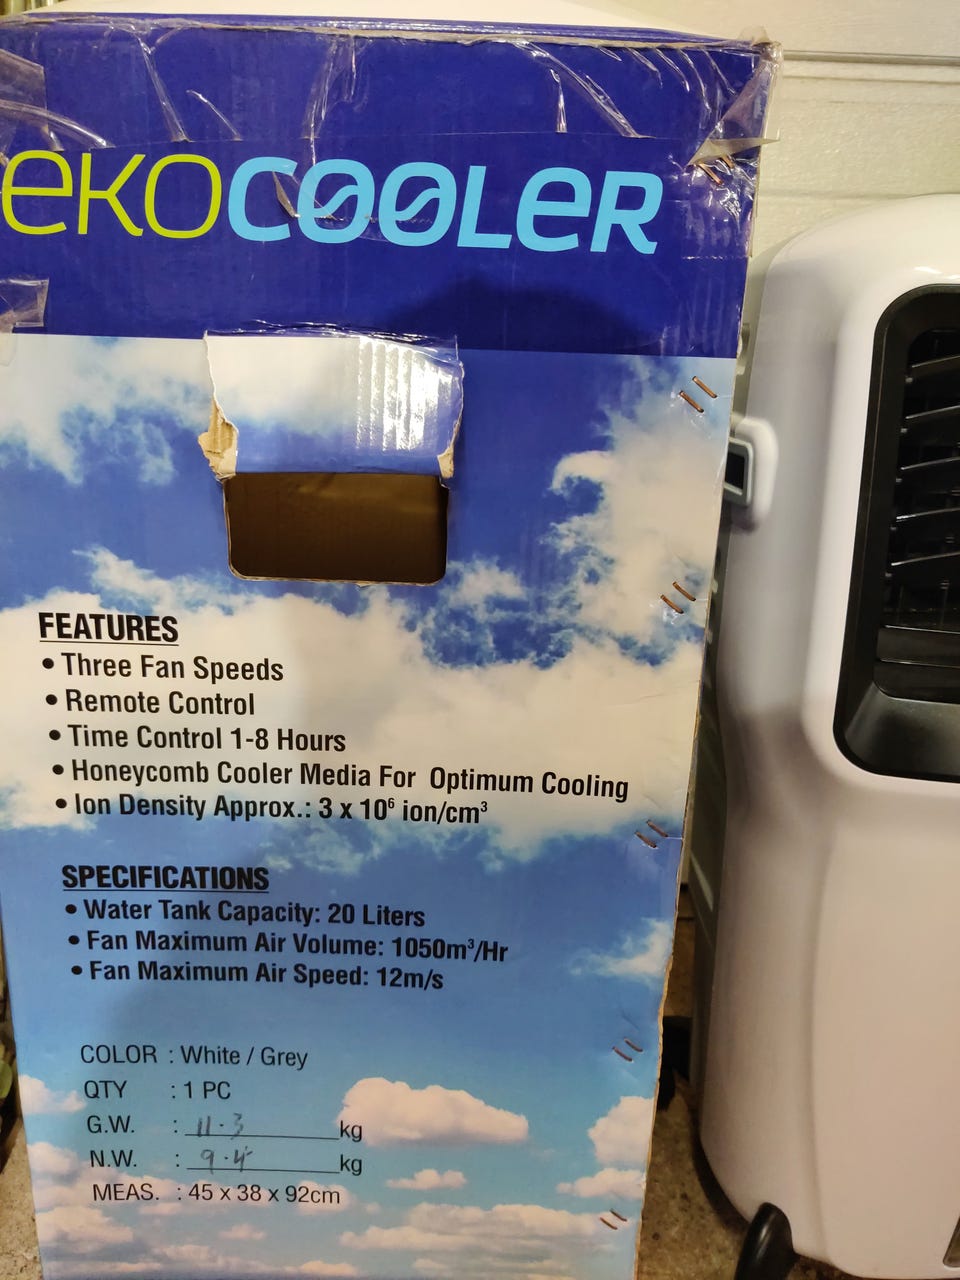 ekocooler
FEATURES
• Three Fan Speeds
• Remote Control
• Time Control 1-8 Hours
• Honeycomb Cooler Media For Optimum Cooling
• Ion Density Approx.: 3 x 10⁶ ion/cm³
SPECIFICATIONS
• Water Tank Capacity: 20 Liters
• Fan Maximum Air Volume: 1050m³/Hr
• Fan Maximum Air Speed: 12m/s
COLOR : White / Grey
QTY : 1 PC
G.W. : 11.3 kg
N.W. : 9.4 kg
MEAS. : 45 x 38 x 92cm